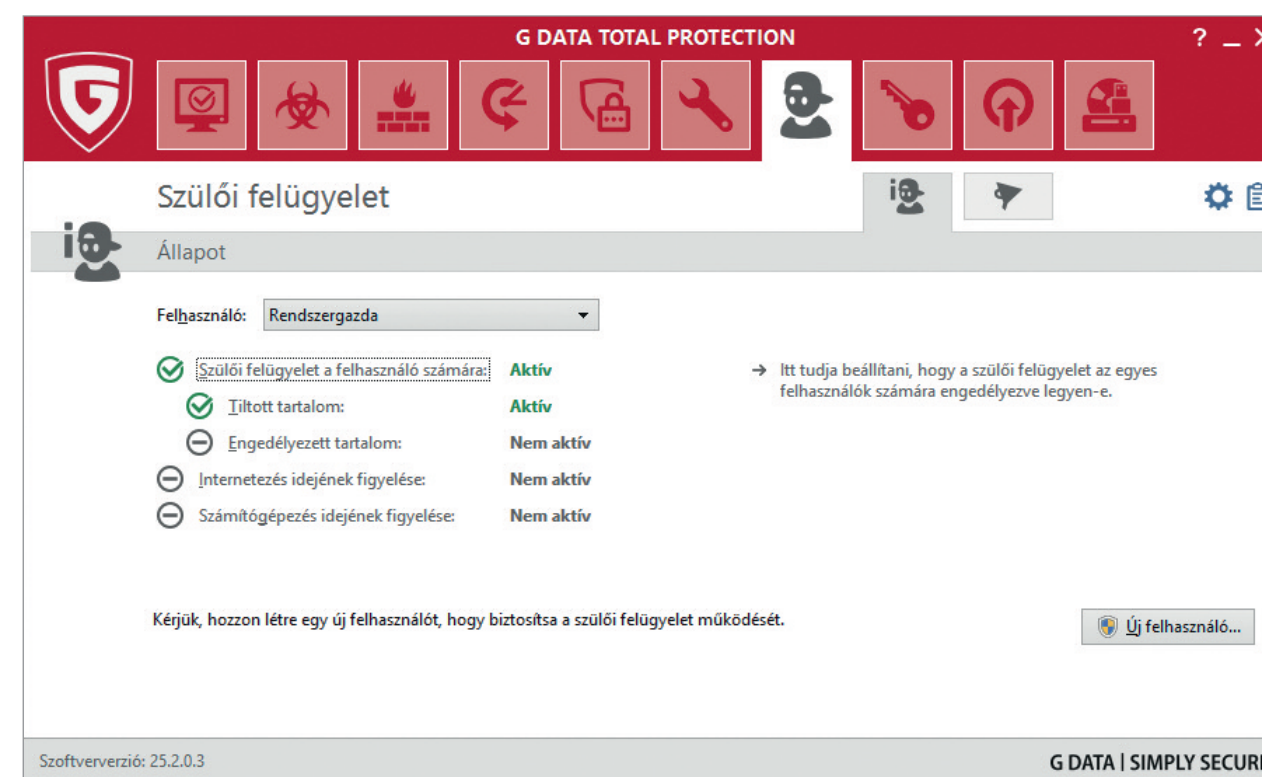 G DATA TOTAL PROTECTION
Szülői felügyelet
Állapot
Felhasználó: Rendszergazda
Szülői felügyelet a felhasználó számára: Aktív
Tiltott tartalom: Aktív
Engedélyezett tartalom: Nem aktív
Internetezés idejének figyelése: Nem aktív
Számítógépezés idejének figyelése: Nem aktív
→ Itt tudja beállítani, hogy a szülői felügyelet az egyes
felhasználók számára engedélyezve legyen-e.
Kérjük, hozzon létre egy új felhasználót, hogy biztosítsa a szülői felügyelet működését.
Új felhasználó...
Szoftververzió: 25.2.0.3
G DATA | SIMPLY